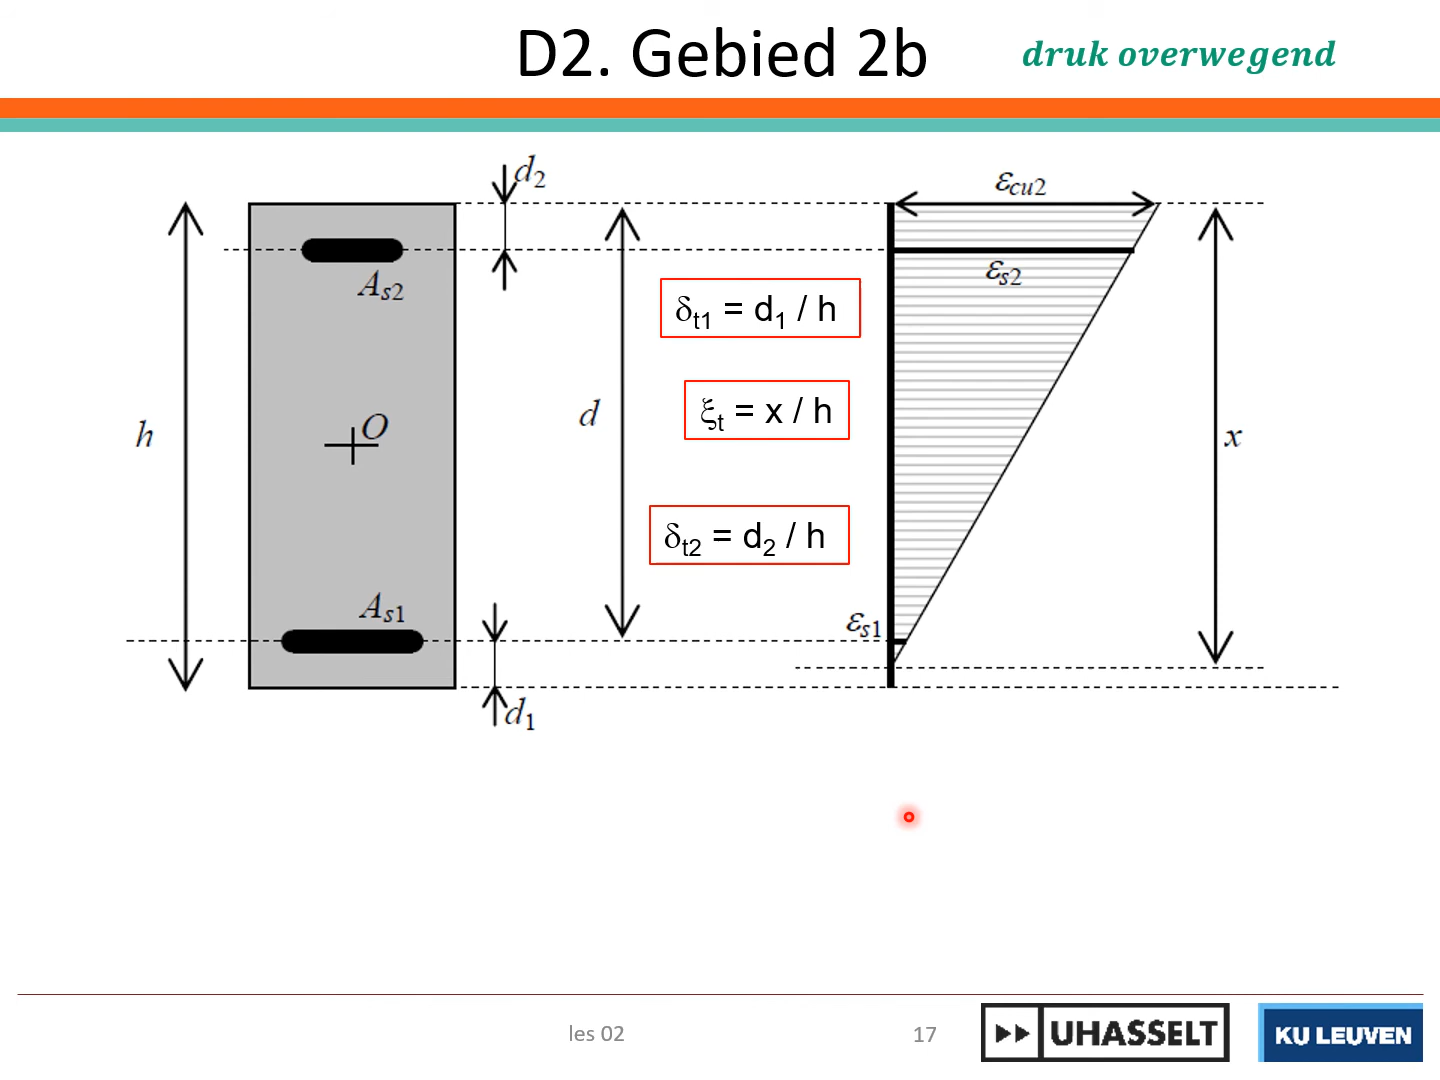 D2. Gebied 2b
druk overwegend
d2
εcu2
As2
εs2
δt1 = d1 / h
ξt = x / h
O
d
h
x
δt2 = d2 / h
As1
εs1
d1
les 02
17
UHASSELT
KU LEUVEN